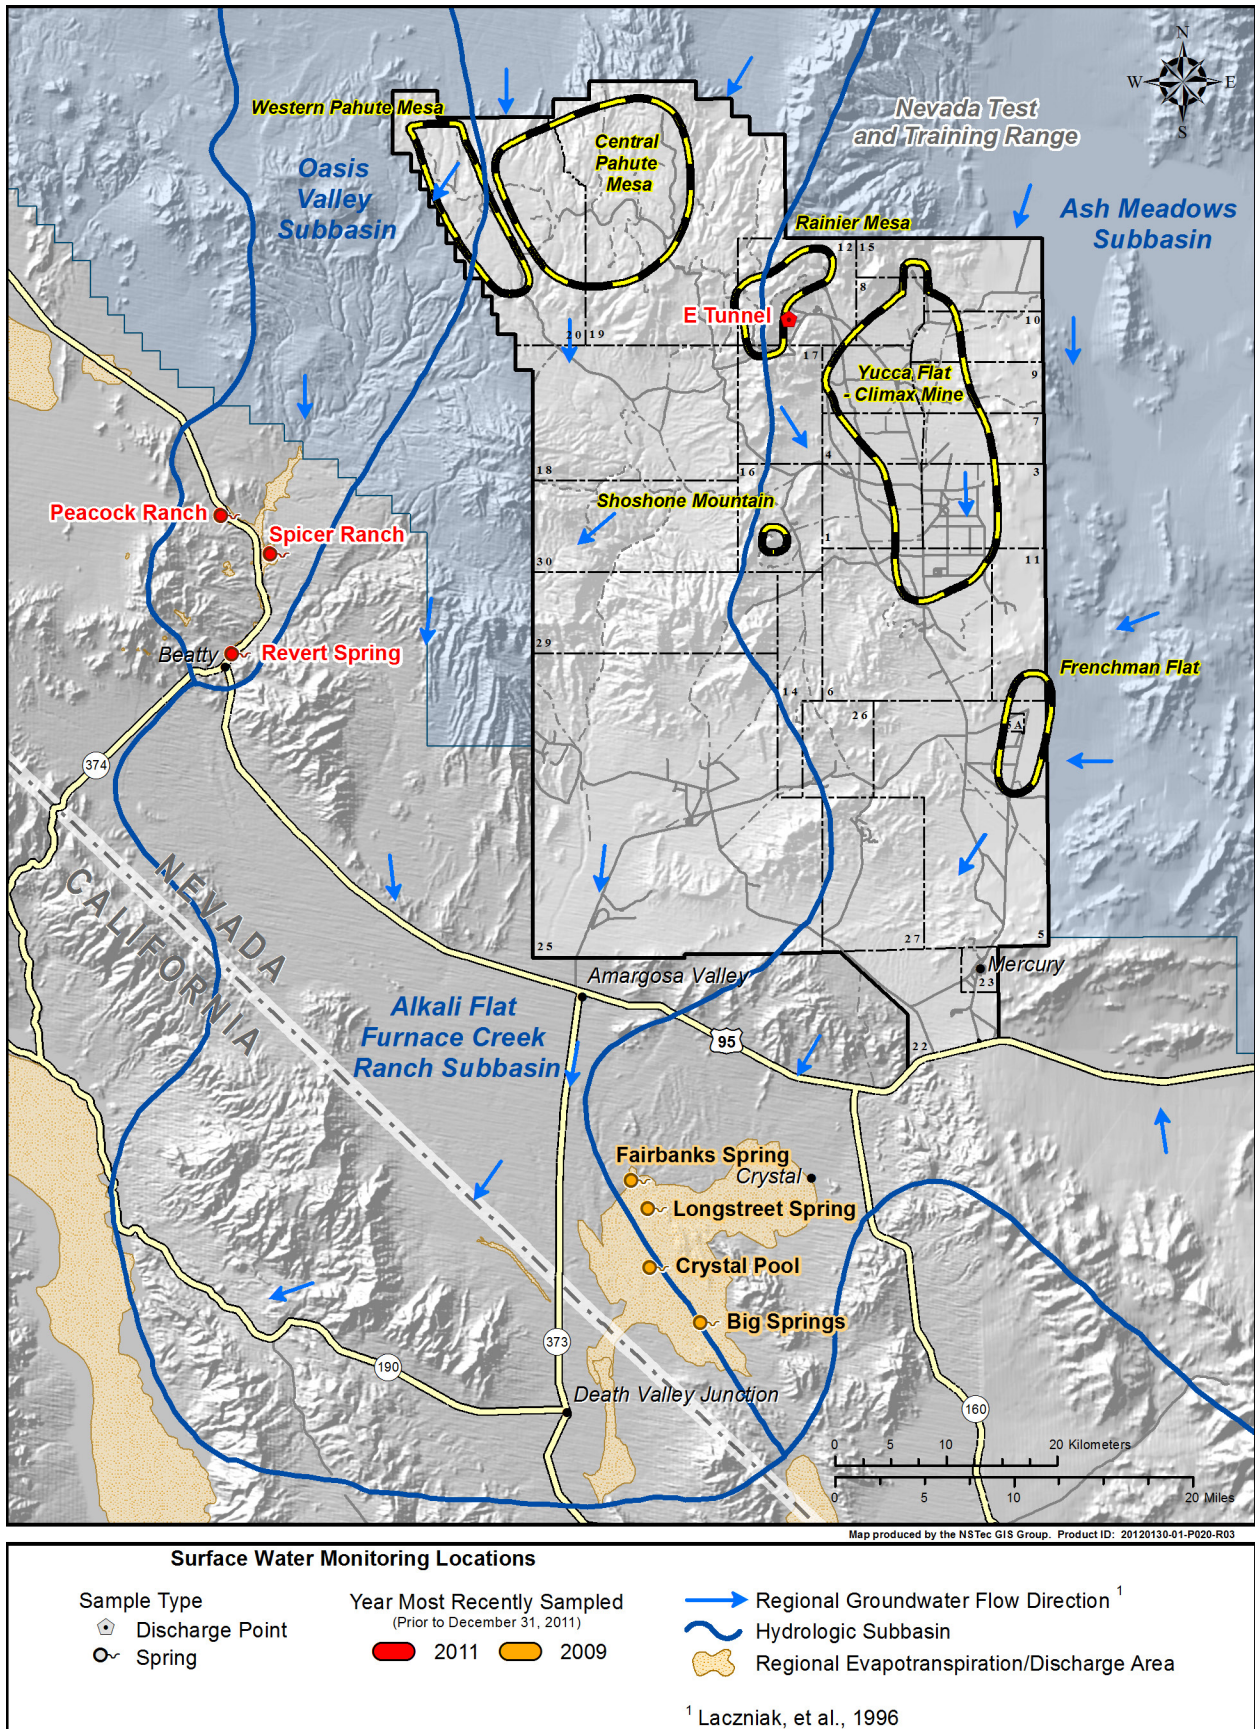 N
W
E
S
Western Pahute Mesa
Central
Pahute
Mesa
Nevada Test
and Training Range
Oasis
Valley
Subbasin
Ash Meadows
Subbasin
Rainier Mesa
12
15
8
10
E Tunnel
20
19
17
9
Yucca Flat
- Climax Mine
7
18
16
4
3
Shoshone Mountain
Peacock Ranch
Spicer Ranch
1
30
11
Beatty
Revert Spring
29
Frenchman Flat
14
6
26
5A
374
NEVADA
CALIFORNIA
25
27
5
Amargosa Valley
Mercury
23
Alkali Flat
Furnace Creek
Ranch Subbasin
95
22
Fairbanks Spring
Crystal
Longstreet Spring
Crystal Pool
Big Springs
373
190
Death Valley Junction
160
0
5
10
20 Kilometers
0
5
10
20 Miles
Map produced by the NSTec GIS Group. Product ID: 20120130-01-P020-R03
Surface Water Monitoring Locations
Sample Type
Discharge Point
Spring
Year Most Recently Sampled
(Prior to December 31, 2011)
2011
2009
Regional Groundwater Flow Direction 1
Hydrologic Subbasin
Regional Evapotranspiration/Discharge Area
1 Laczniak, et al., 1996